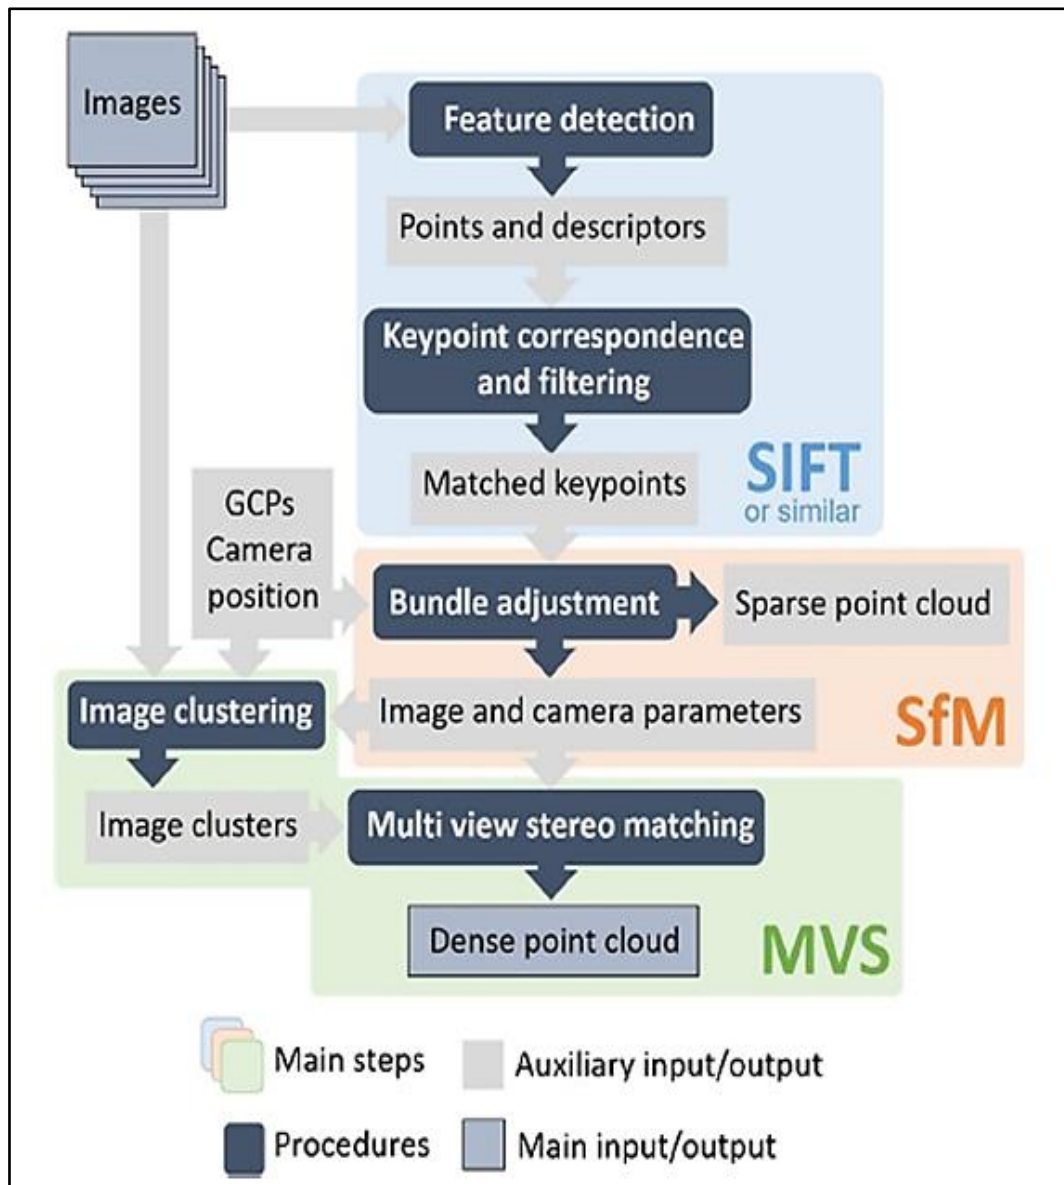 Images
Feature detection
Points and descriptors
Keypoint correspondence
and filtering
SIFT
or similar
Matched keypoints
GCPs
Camera
position
Bundle adjustment
Sparse point cloud
Image clustering
Image and camera parameters
SfM
Image clusters
Multi view stereo matching
Dense point cloud
MVS
Main steps
Auxiliary input/output
Procedures
Main input/output